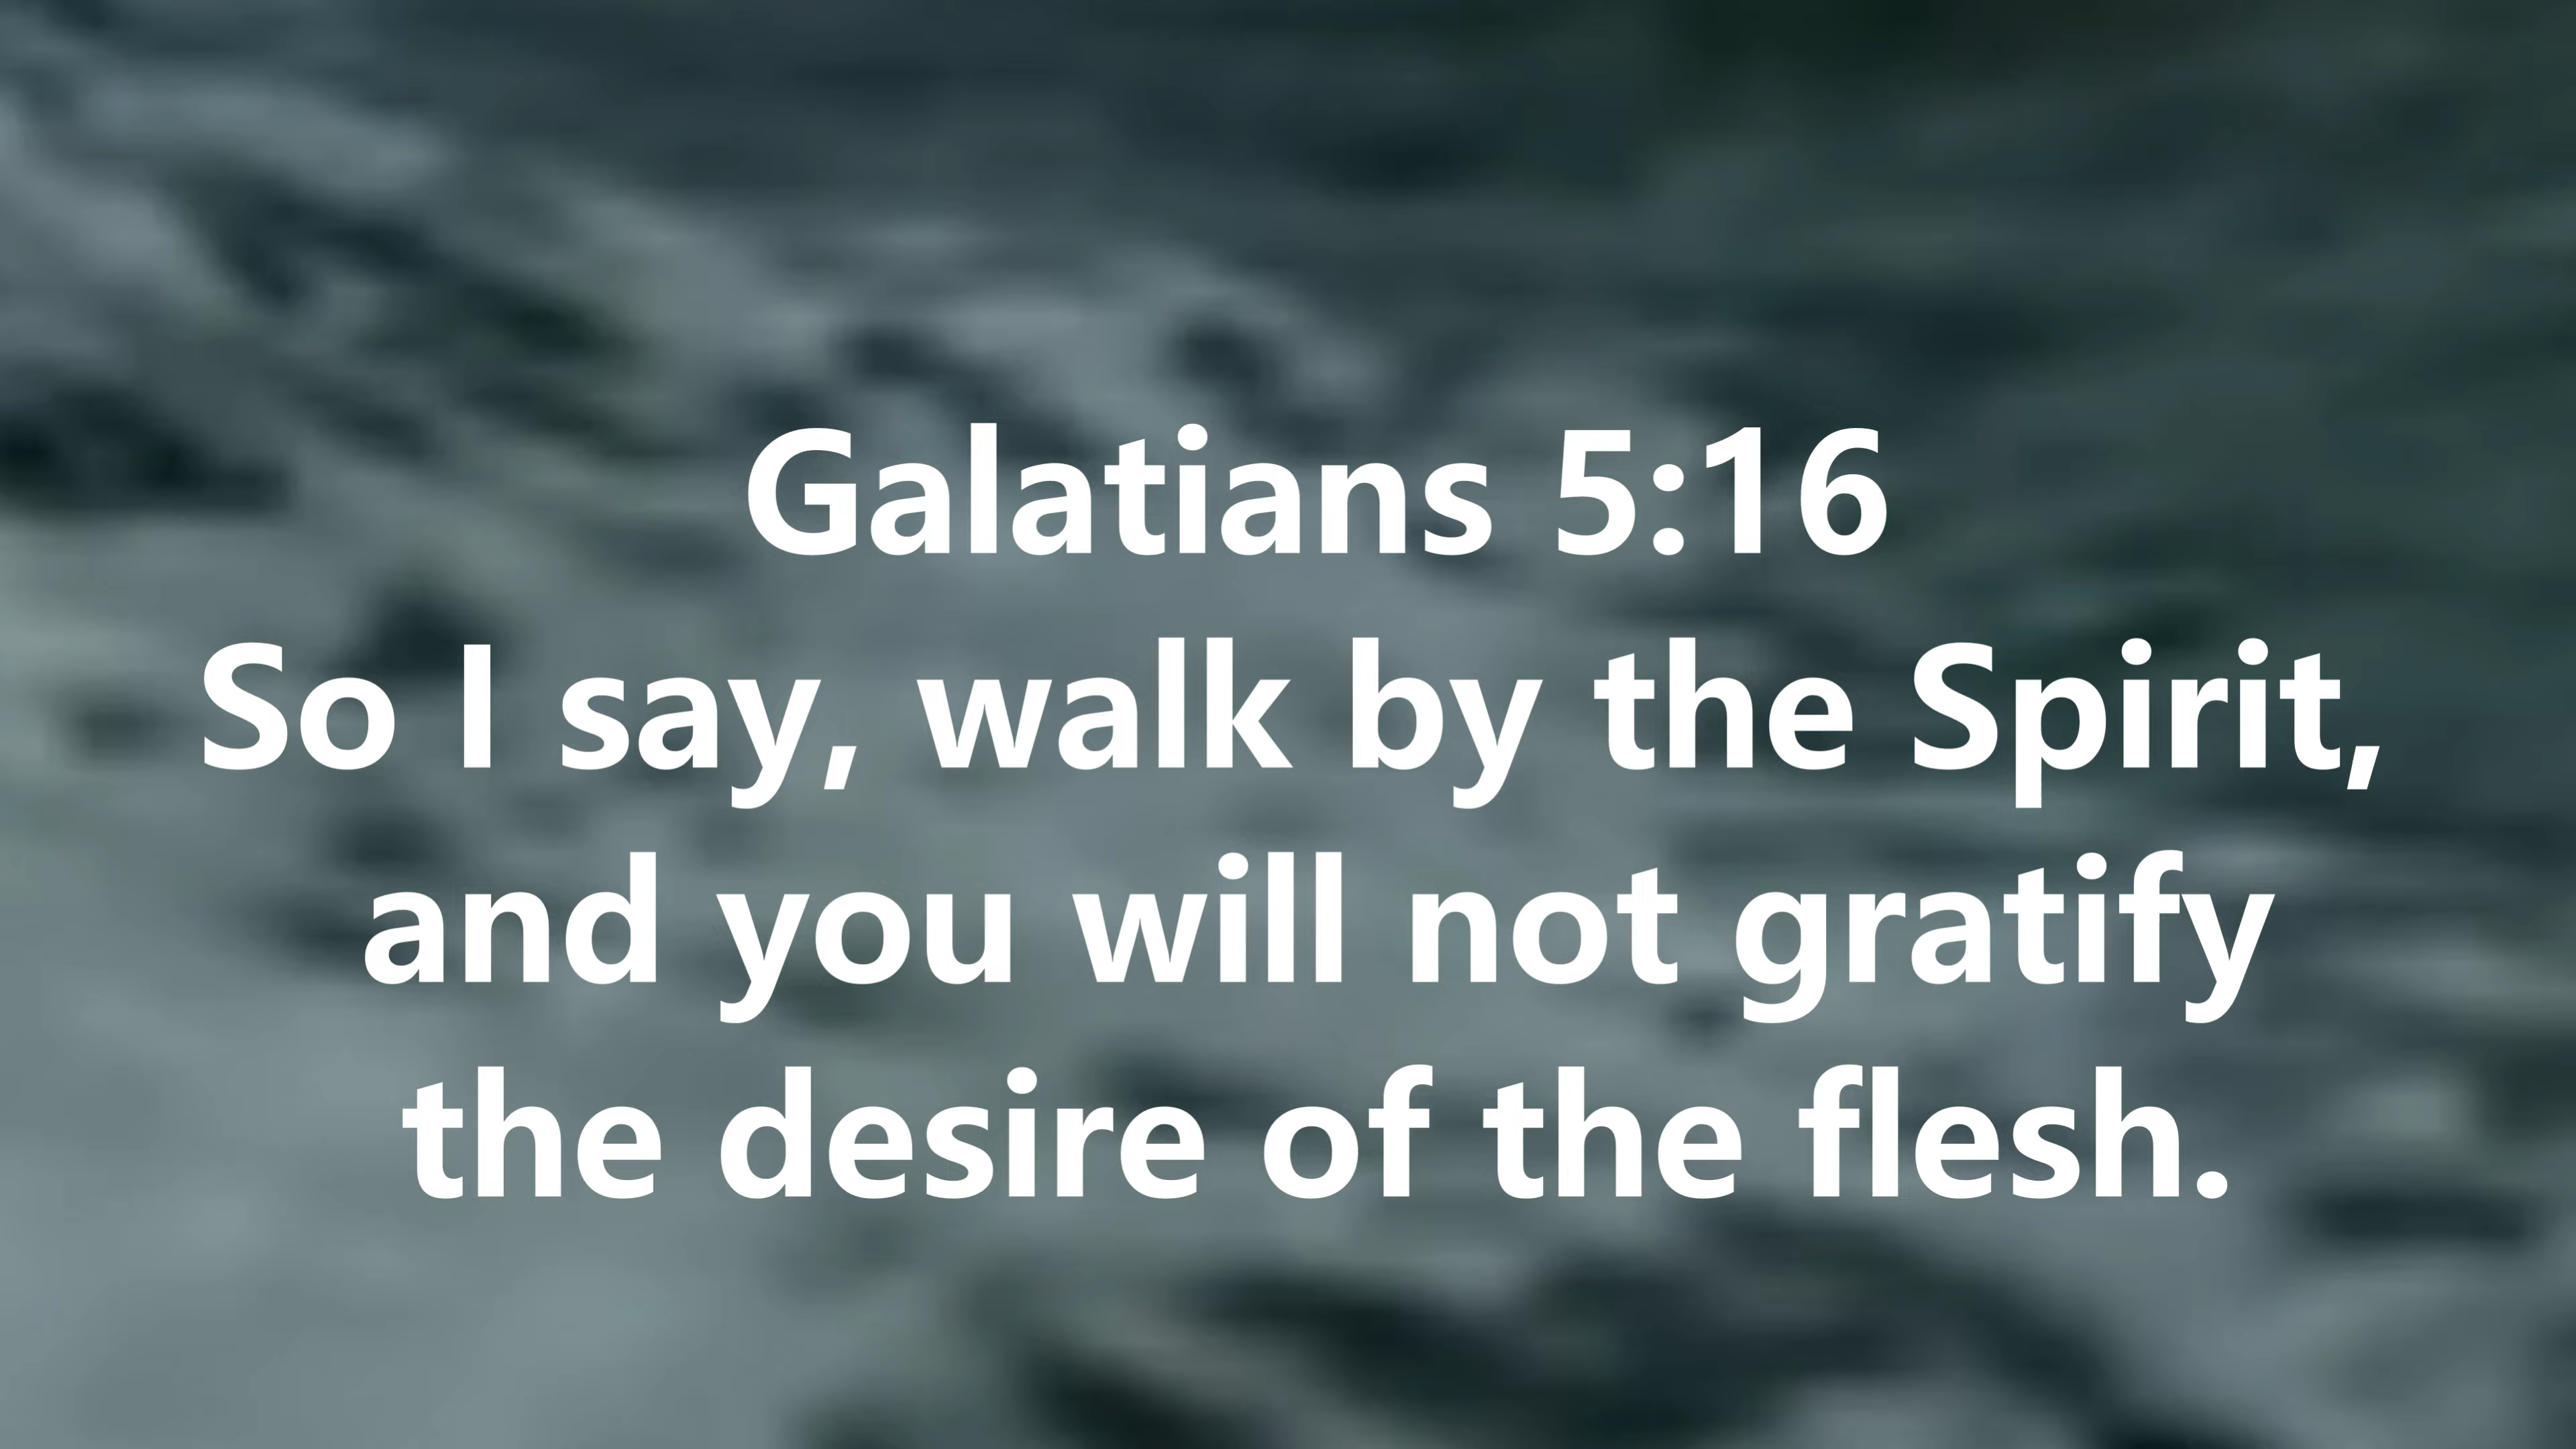 Galatians 5:16
So I say, walk by the Spirit,
and you will not gratify
the desire of the flesh.